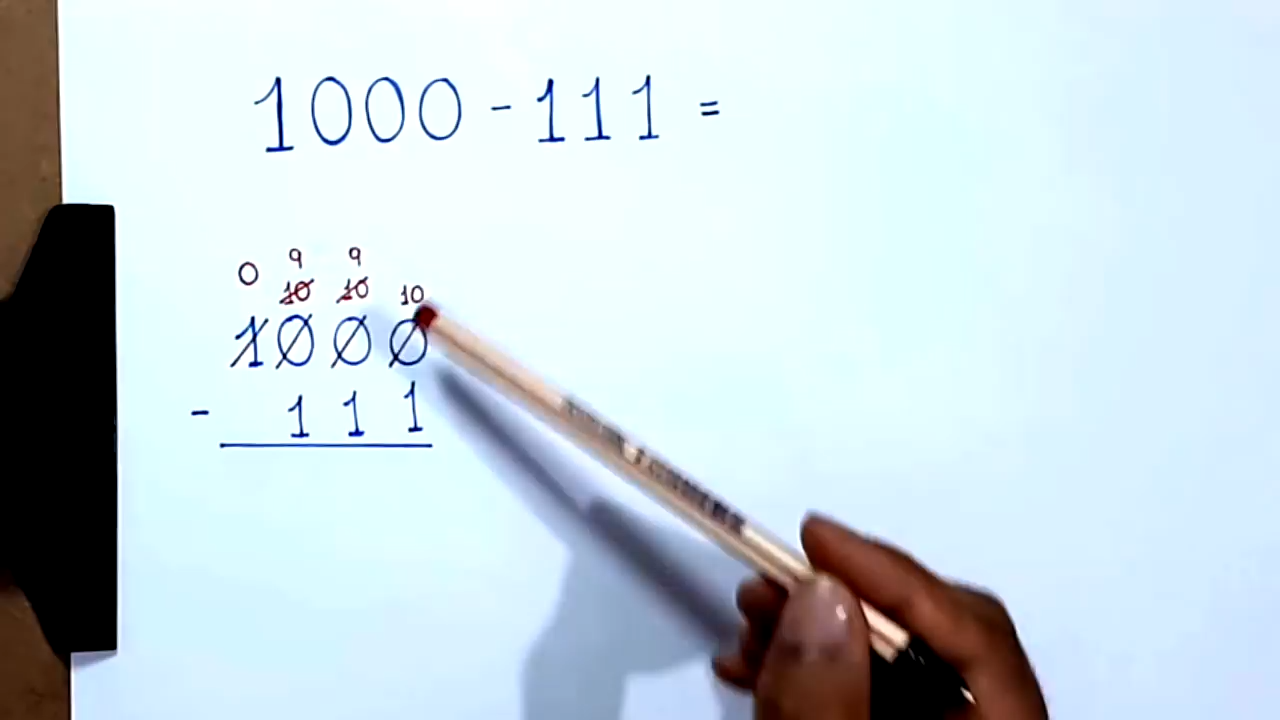 1000 - 111 =
0 9 9
10 10 10
1000
- 111